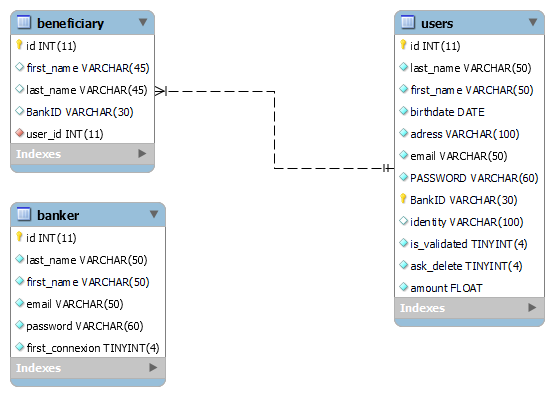 beneficiary
id INT(11)
first_name VARCHAR(45)
last_name VARCHAR(45)
BankID VARCHAR(30)
user_id INT(11)
Indexes
banker
id INT(11)
last_name VARCHAR(50)
first_name VARCHAR(50)
email VARCHAR(50)
password VARCHAR(60)
first_connexion TINYINT(4)
Indexes
users
id INT(11)
last_name VARCHAR(50)
first_name VARCHAR(50)
birthdate DATE
adress VARCHAR(100)
email VARCHAR(50)
PASSWORD VARCHAR(60)
BankID VARCHAR(30)
identity VARCHAR(100)
is_validated TINYINT(4)
ask_delete TINYINT(4)
amount FLOAT
Indexes